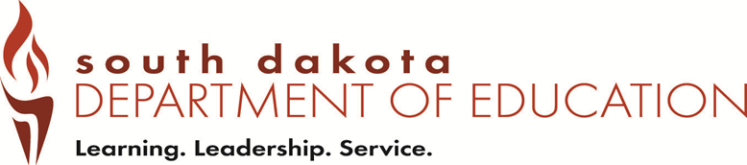 south dakota
DEPARTMENT OF EDUCATION
Learning. Leadership. Service.